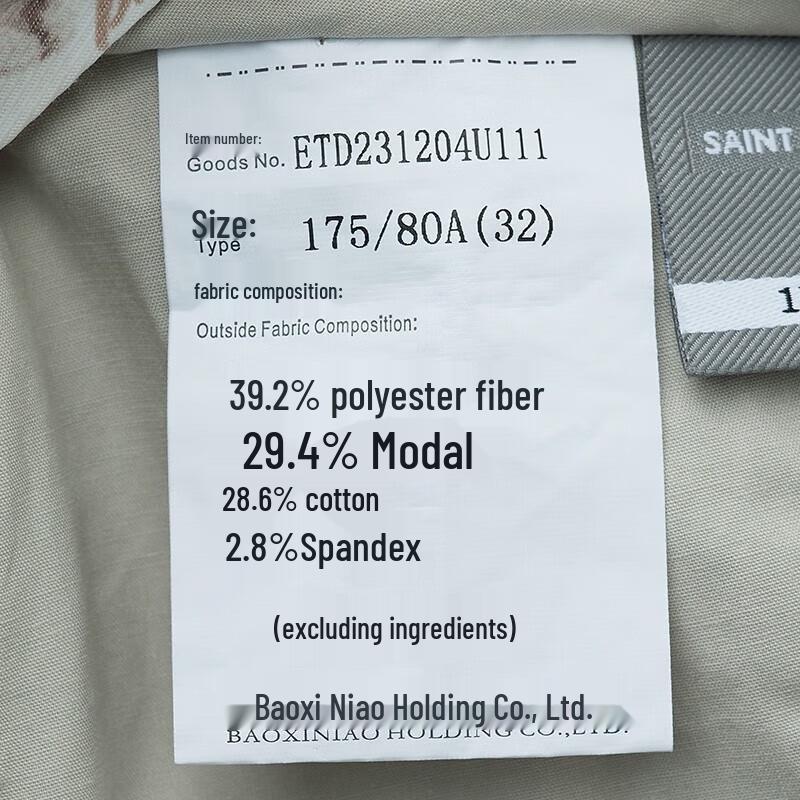 Item number:
Goods No. ETD231204U111
Size:
Type
175/80A(32)
fabric composition:
Outside Fabric Composition:
39.2% polyester fiber
29.4% Modal
28.6% cotton
2.8%Spandex
(excluding ingredients)
Baoxi Niao Holding Co., Ltd.
BAOXINIAO HOLDING CO.,LTD.
SAINT